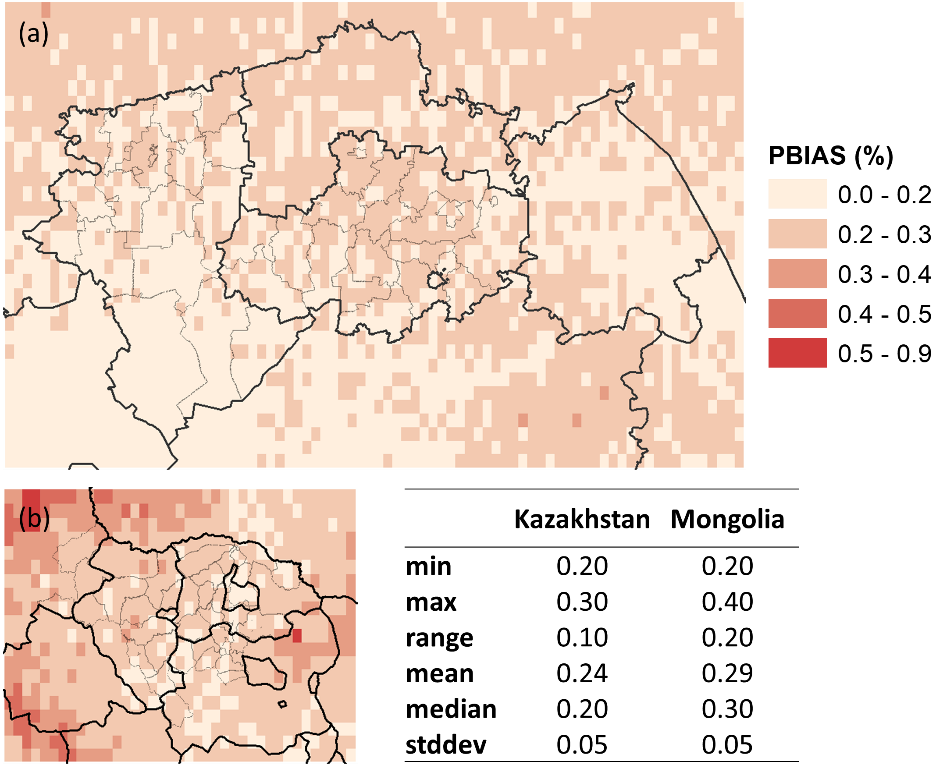 (a)
PBIAS (%)
0.0 - 0.2
0.2 - 0.3
0.3 - 0.4
0.4 - 0.5
0.5 - 0.9
(b)
Kazakhstan Mongolia
min 0.20 0.20
max 0.30 0.40
range 0.10 0.20
mean 0.24 0.29
median 0.20 0.30
stddev 0.05 0.05